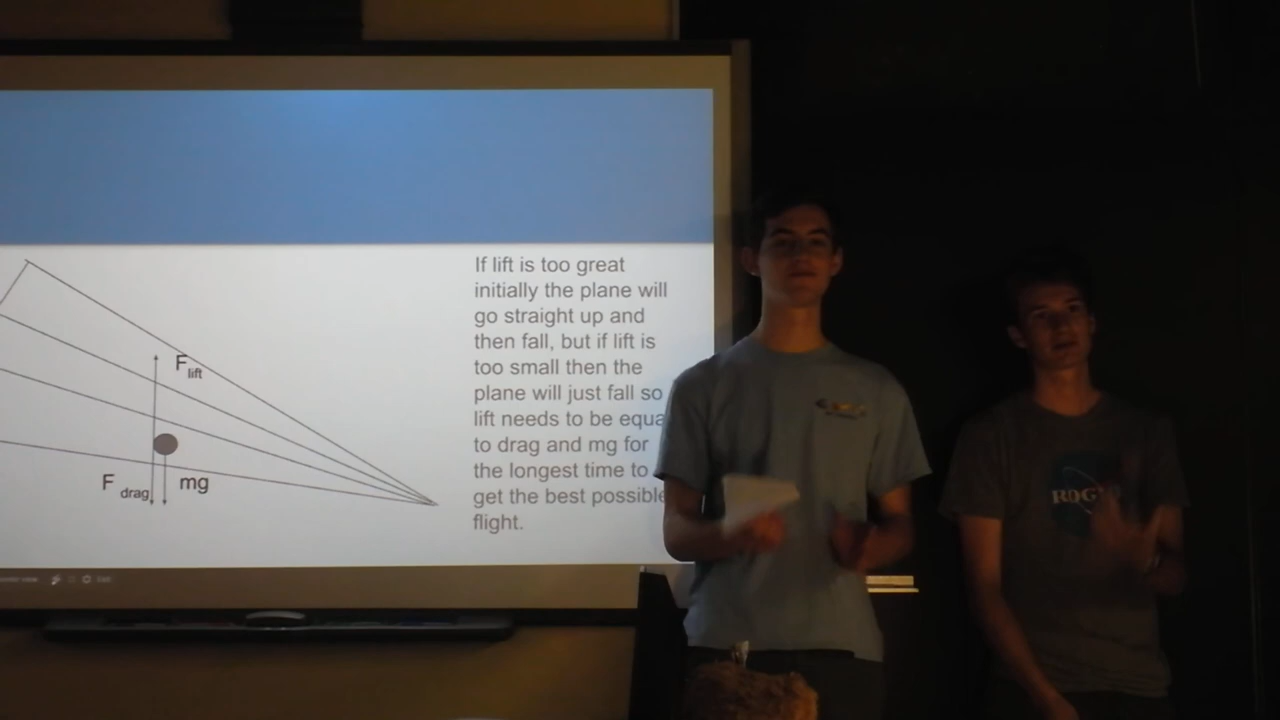 If lift is too great
initially the plane will
go straight up and
then fall, but if lift is
too small then the
plane will just fall so
lift needs to be equa
to drag and mg for
the longest time to
get the best possible
flight.
F lift
F drag
mg